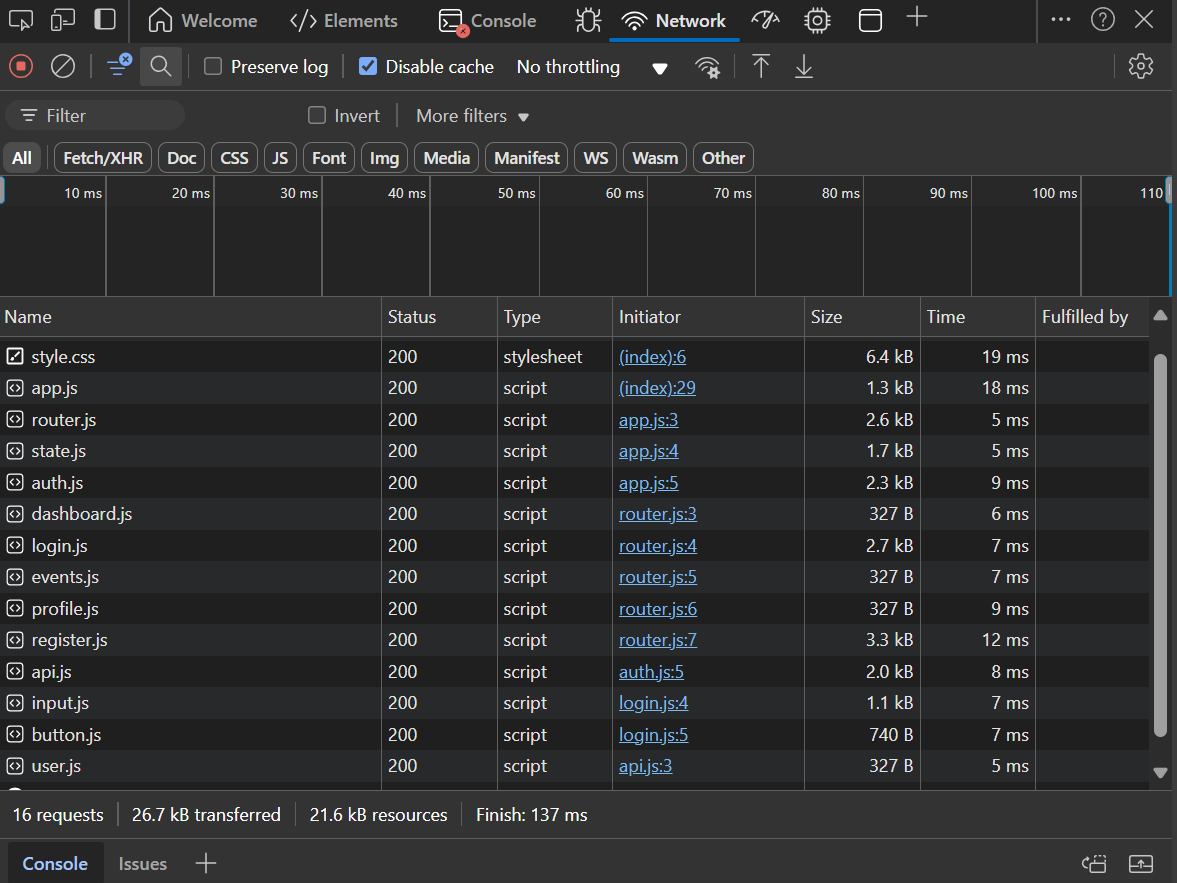 Welcome Elements Console Network
Preserve log Disable cache No throttling
Filter Invert More filters
All Fetch/XHR Doc CSS JS Font Img Media Manifest WS Wasm Other
10 ms 20 ms 30 ms 40 ms 50 ms 60 ms 70 ms 80 ms 90 ms 100 ms 110
Name Status Type Initiator Size Time Fulfilled by
style.css 200 stylesheet (index):6 6.4 kB 19 ms
app.js 200 script (index):29 1.3 kB 18 ms
router.js 200 script app.js:3 2.6 kB 5 ms
state.js 200 script app.js:4 1.7 kB 5 ms
auth.js 200 script app.js:5 2.3 kB 9 ms
dashboard.js 200 script router.js:3 327 B 6 ms
login.js 200 script router.js:4 2.7 kB 7 ms
events.js 200 script router.js:5 327 B 7 ms
profile.js 200 script router.js:6 327 B 9 ms
register.js 200 script router.js:7 3.3 kB 12 ms
api.js 200 script auth.js:5 2.0 kB 8 ms
input.js 200 script login.js:4 1.1 kB 7 ms
button.js 200 script login.js:5 740 B 7 ms
user.js 200 script api.js:3 327 B 5 ms
16 requests 26.7 kB transferred 21.6 kB resources Finish: 137 ms
Console Issues